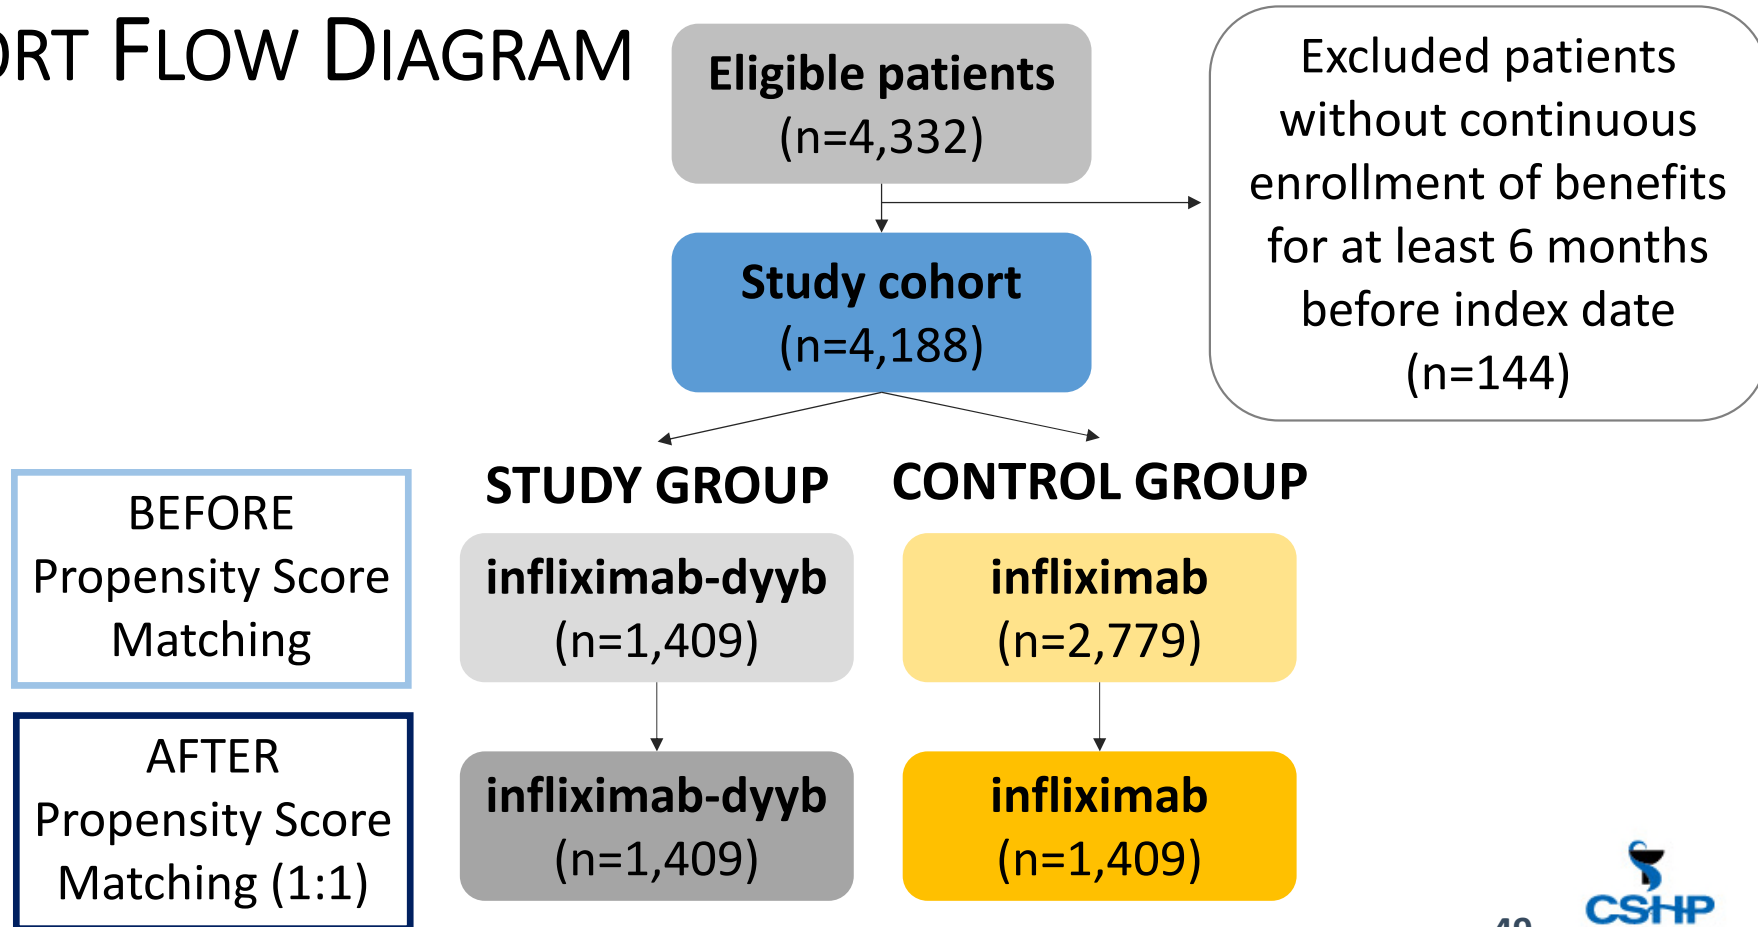 ORT FLOW DIAGRAM
Eligible patients
(n=4,332)
Excluded patients
without continuous
enrollment of benefits
for at least 6 months
before index date
(n=144)
Study cohort
(n=4,188)
STUDY GROUP
CONTROL GROUP
BEFORE
Propensity Score
Matching
infliximab-dyyb
(n=1,409)
infliximab
(n=2,779)
AFTER
Propensity Score
Matching (1:1)
infliximab-dyyb
(n=1,409)
infliximab
(n=1,409)
CSHP